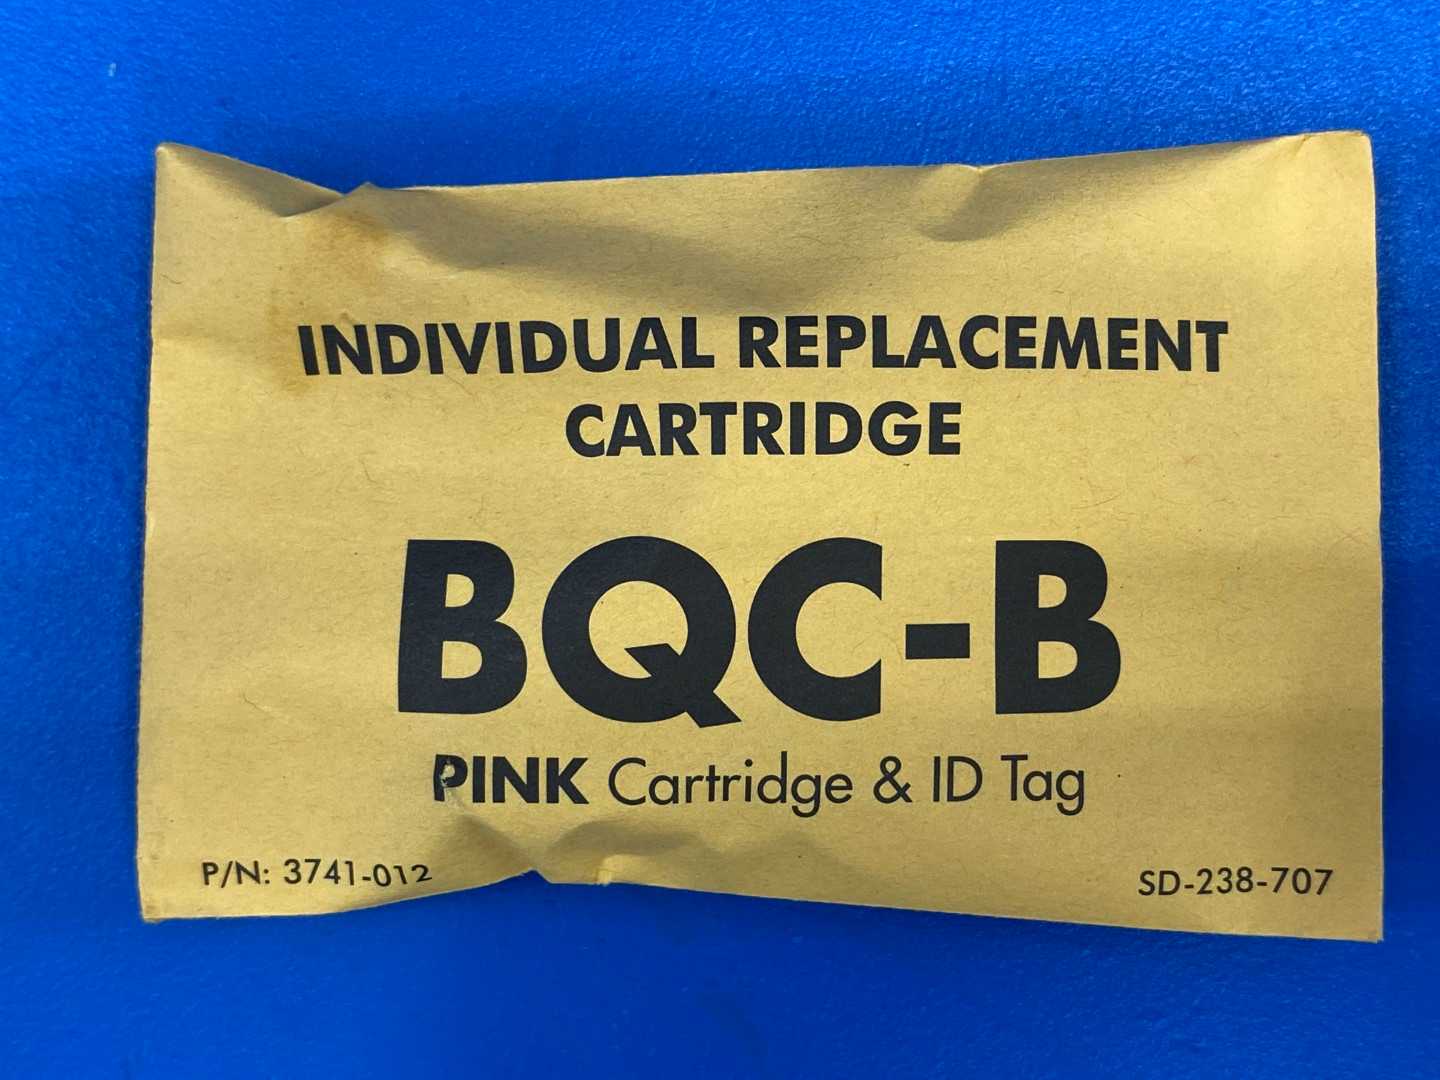 INDIVIDUAL REPLACEMENT
CARTRIDGE
BQC-B
PINK Cartridge & ID Tag
P/N: 3741-012
SD-238-707